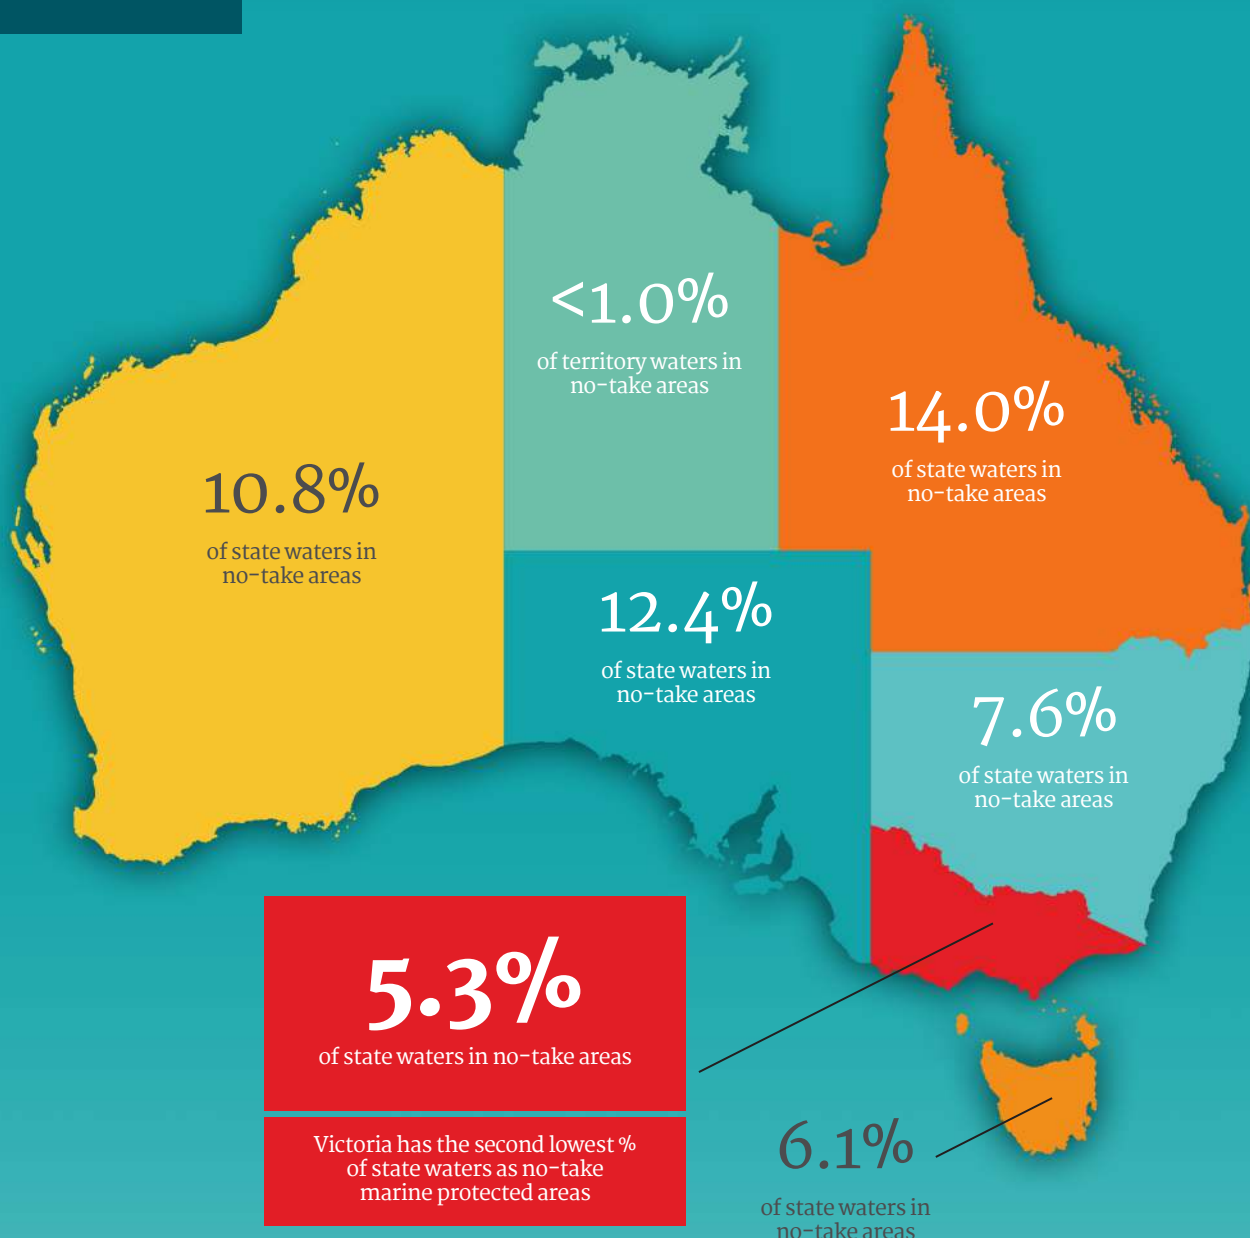 <1.0%
of territory waters in
no-take areas
14.0%
of state waters in
no-take areas
10.8%
of state waters in
no-take areas
12.4%
of state waters in
no-take areas
7.6%
of state waters in
no-take areas
5.3%
of state waters in no-take areas
Victoria has the second lowest %
of state waters as no-take
marine protected areas
6.1%
of state waters in
no-take areas